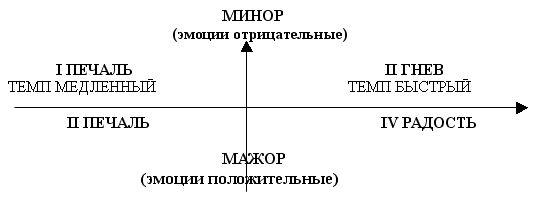 МИНОР
(эмоции отрицательные)
I ПЕЧАЛЬ
II ГНЕВ
ТЕМП МЕДЛЕННЫЙ
ТЕМП БЫСТРЫЙ
II ПЕЧАЛЬ
IV РАДОСТЬ
МАЖОР
(эмоции положительные)